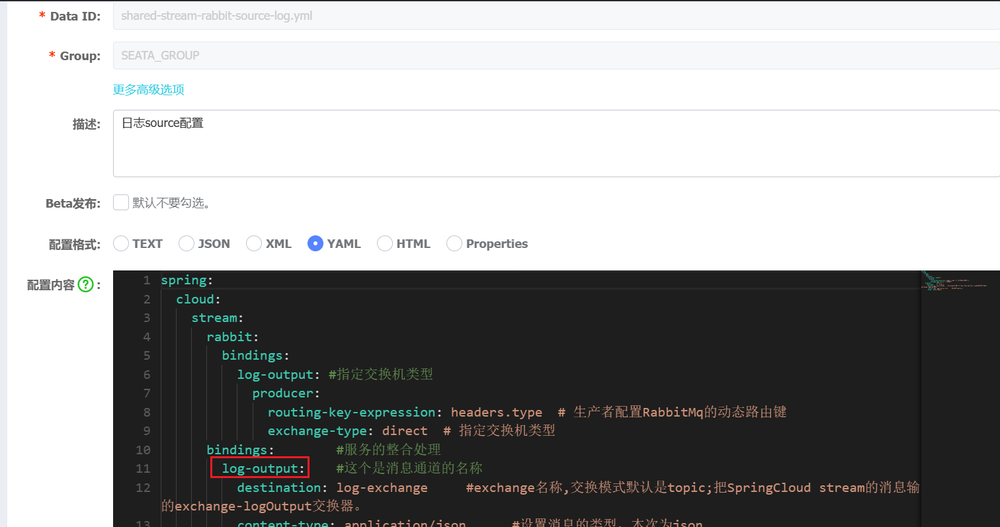 * Data ID: shared-stream-rabbit-source-log.yml
* Group: SEATA_GROUP
更多高级选项
描述: 日志source配置
Beta发布: 默认不要勾选。
配置格式: TEXT JSON XML YAML HTML Properties
配置内容 ? :
1 spring:
2 cloud:
3 stream:
4 rabbit:
5 bindings:
6 log-output: #指定交换机类型
7 producer:
8 routing-key-expression: headers.type # 生产者配置RabbitMq的动态路由键
9 exchange-type: direct # 指定交换机类型
10 bindings: #服务的整合处理
11 log-output: #这个是消息通道的名称
12 destination: log-exchange #exchange名称,交换模式默认是topic;把SpringCloud stream的消息输
的exchange-logOutput交换器。
13 content-type: application/json #设置消息的类型，本次为json